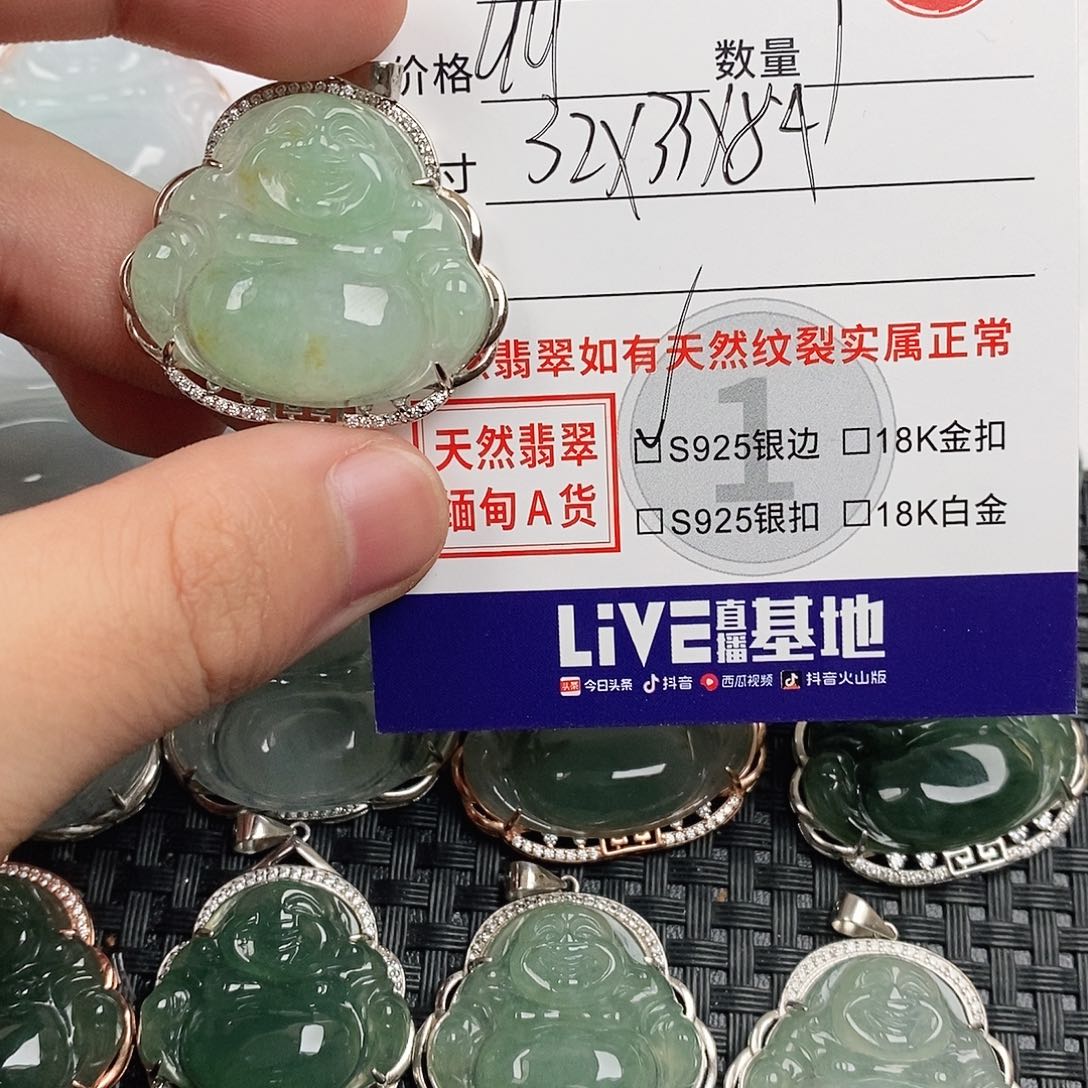 价格 数量
寸 32X31X84
翡翠如有天然纹裂实属正常
天然翡翠 ☑S925银边 □18K金扣
缅甸A货 □S925银扣 □18K白金
1
LiVE直播基地
头条 今日头条 抖音 西瓜视频 抖音火山版